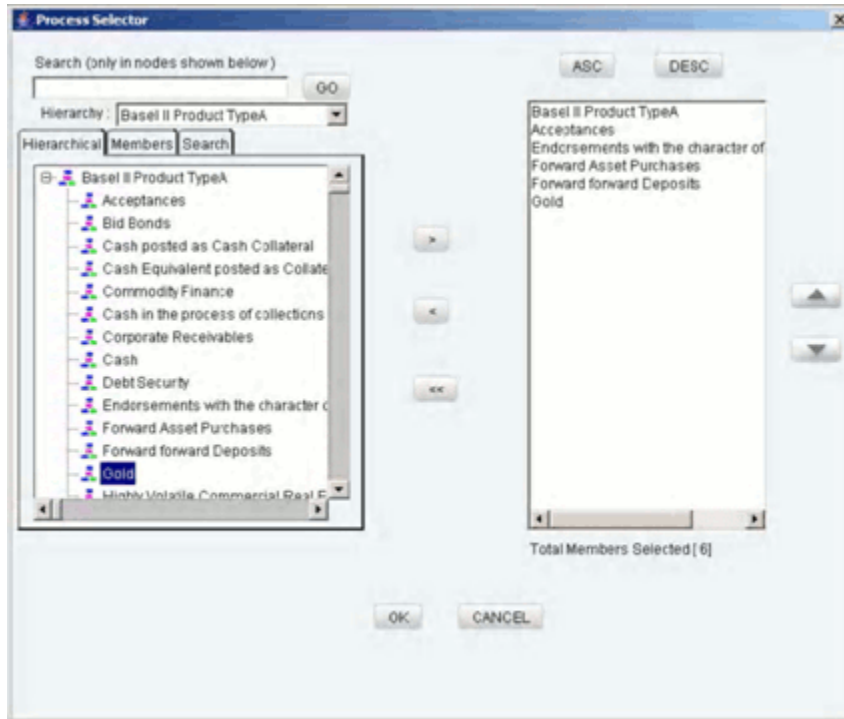 Process Selector
Search (only in nodes shown below)
GO
Hierarchy : Basel II Product TypeA
Hierarchical Members Search
Basel II Product TypeA
Acceptances
Bid Bonds
Cash posted as Cash Collateral
Cash Equivalent posted as Collate
Commodity Finance
Cash in the process of collections
Corporate Receivables
Cash
Debt Security
Endorsements with the character c
Forward Asset Purchases
Forward forward Deposits
Gold
Highly Volatile Commercial Real E
>
<
<<
ASC DESC
Basel II Product TypeA
Acceptances
Endorsements with the character of
Forward Asset Purchases
Forward forward Deposits
Gold
Total Members Selected [ 6]
OK CANCEL